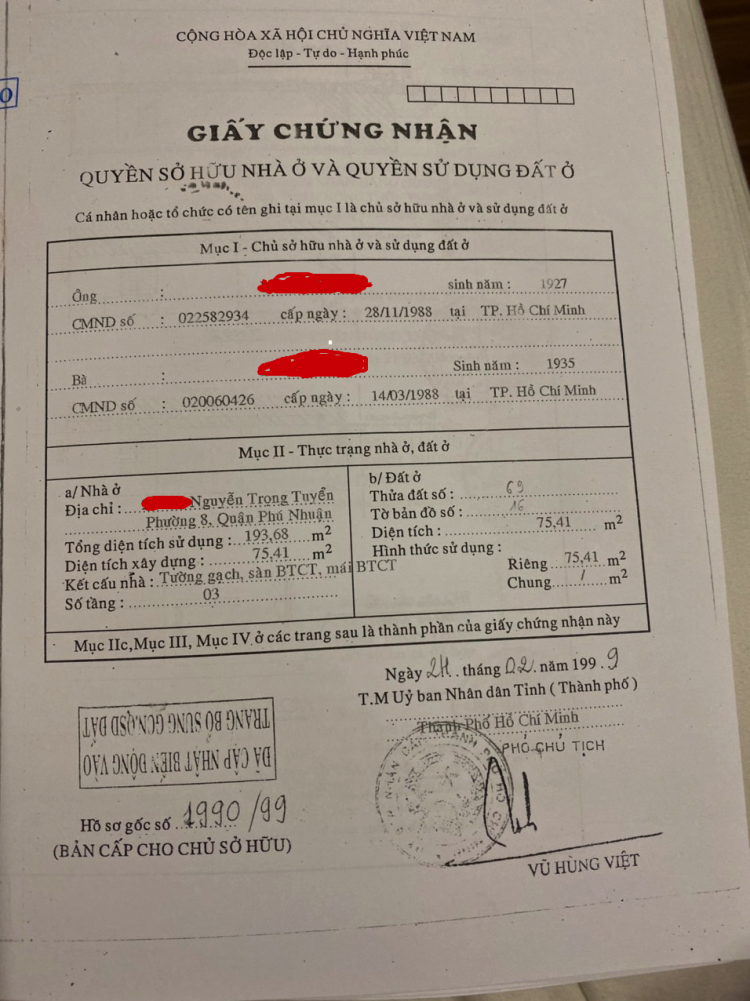 CỘNG HÒA XÃ HỘI CHỦ NGHĨA VIỆT NAM
Độc lập - Tự do - Hạnh phúc
GIẤY CHỨNG NHẬN
QUYỀN SỞ HỮU NHÀ Ở VÀ QUYỀN SỬ DỤNG ĐẤT Ở
Cá nhân hoặc tổ chức có tên ghi tại mục I là chủ sở hữu nhà ở và sử dụng đất ở
Mục I - Chủ sở hữu nhà ở và sử dụng đất ở
Ông : sinh năm : 1927
CMND số : 022582934 cấp ngày : 28/11/1988 tại TP. Hồ Chí Minh
Bà : Sinh năm : 1935
CMND số : 020060426 cấp ngày : 14/03/1988 tại TP. Hồ Chí Minh
Mục II - Thực trạng nhà ở, đất ở
a/ Nhà ở
Địa chỉ : Nguyễn Trọng Tuyển
Phường 8, Quận Phú Nhuận
Tổng diện tích sử dụng : 193,68 m2
Diện tích xây dựng : 75,41 m2
Kết cấu nhà : Tường gạch, sàn BTCT, mái BTCT
Số tầng : 03
b/ Đất ở
Thửa đất số : 69
Tờ bản đồ số : 16
Diện tích : 75,41 m2
Hình thức sử dụng :
Riêng 75,41 m2
Chung / m2
Mục IIc, Mục III, Mục IV ở các trang sau là thành phần của giấy chứng nhận này
Ngày 24 tháng 02 năm 1999
T.M Uỷ ban Nhân dân Tỉnh ( Thành phố )
Thành Phố Hồ Chí Minh
PHÓ CHỦ TỊCH
ĐÃ CẬP NHẬT BIẾN ĐỘNG VÀO
TRANG BỔ SUNG GCN.QSD ĐẤT
Hồ sơ gốc số 1990/99
(BẢN CẤP CHO CHỦ SỞ HỮU)
VŨ HÙNG VIỆT